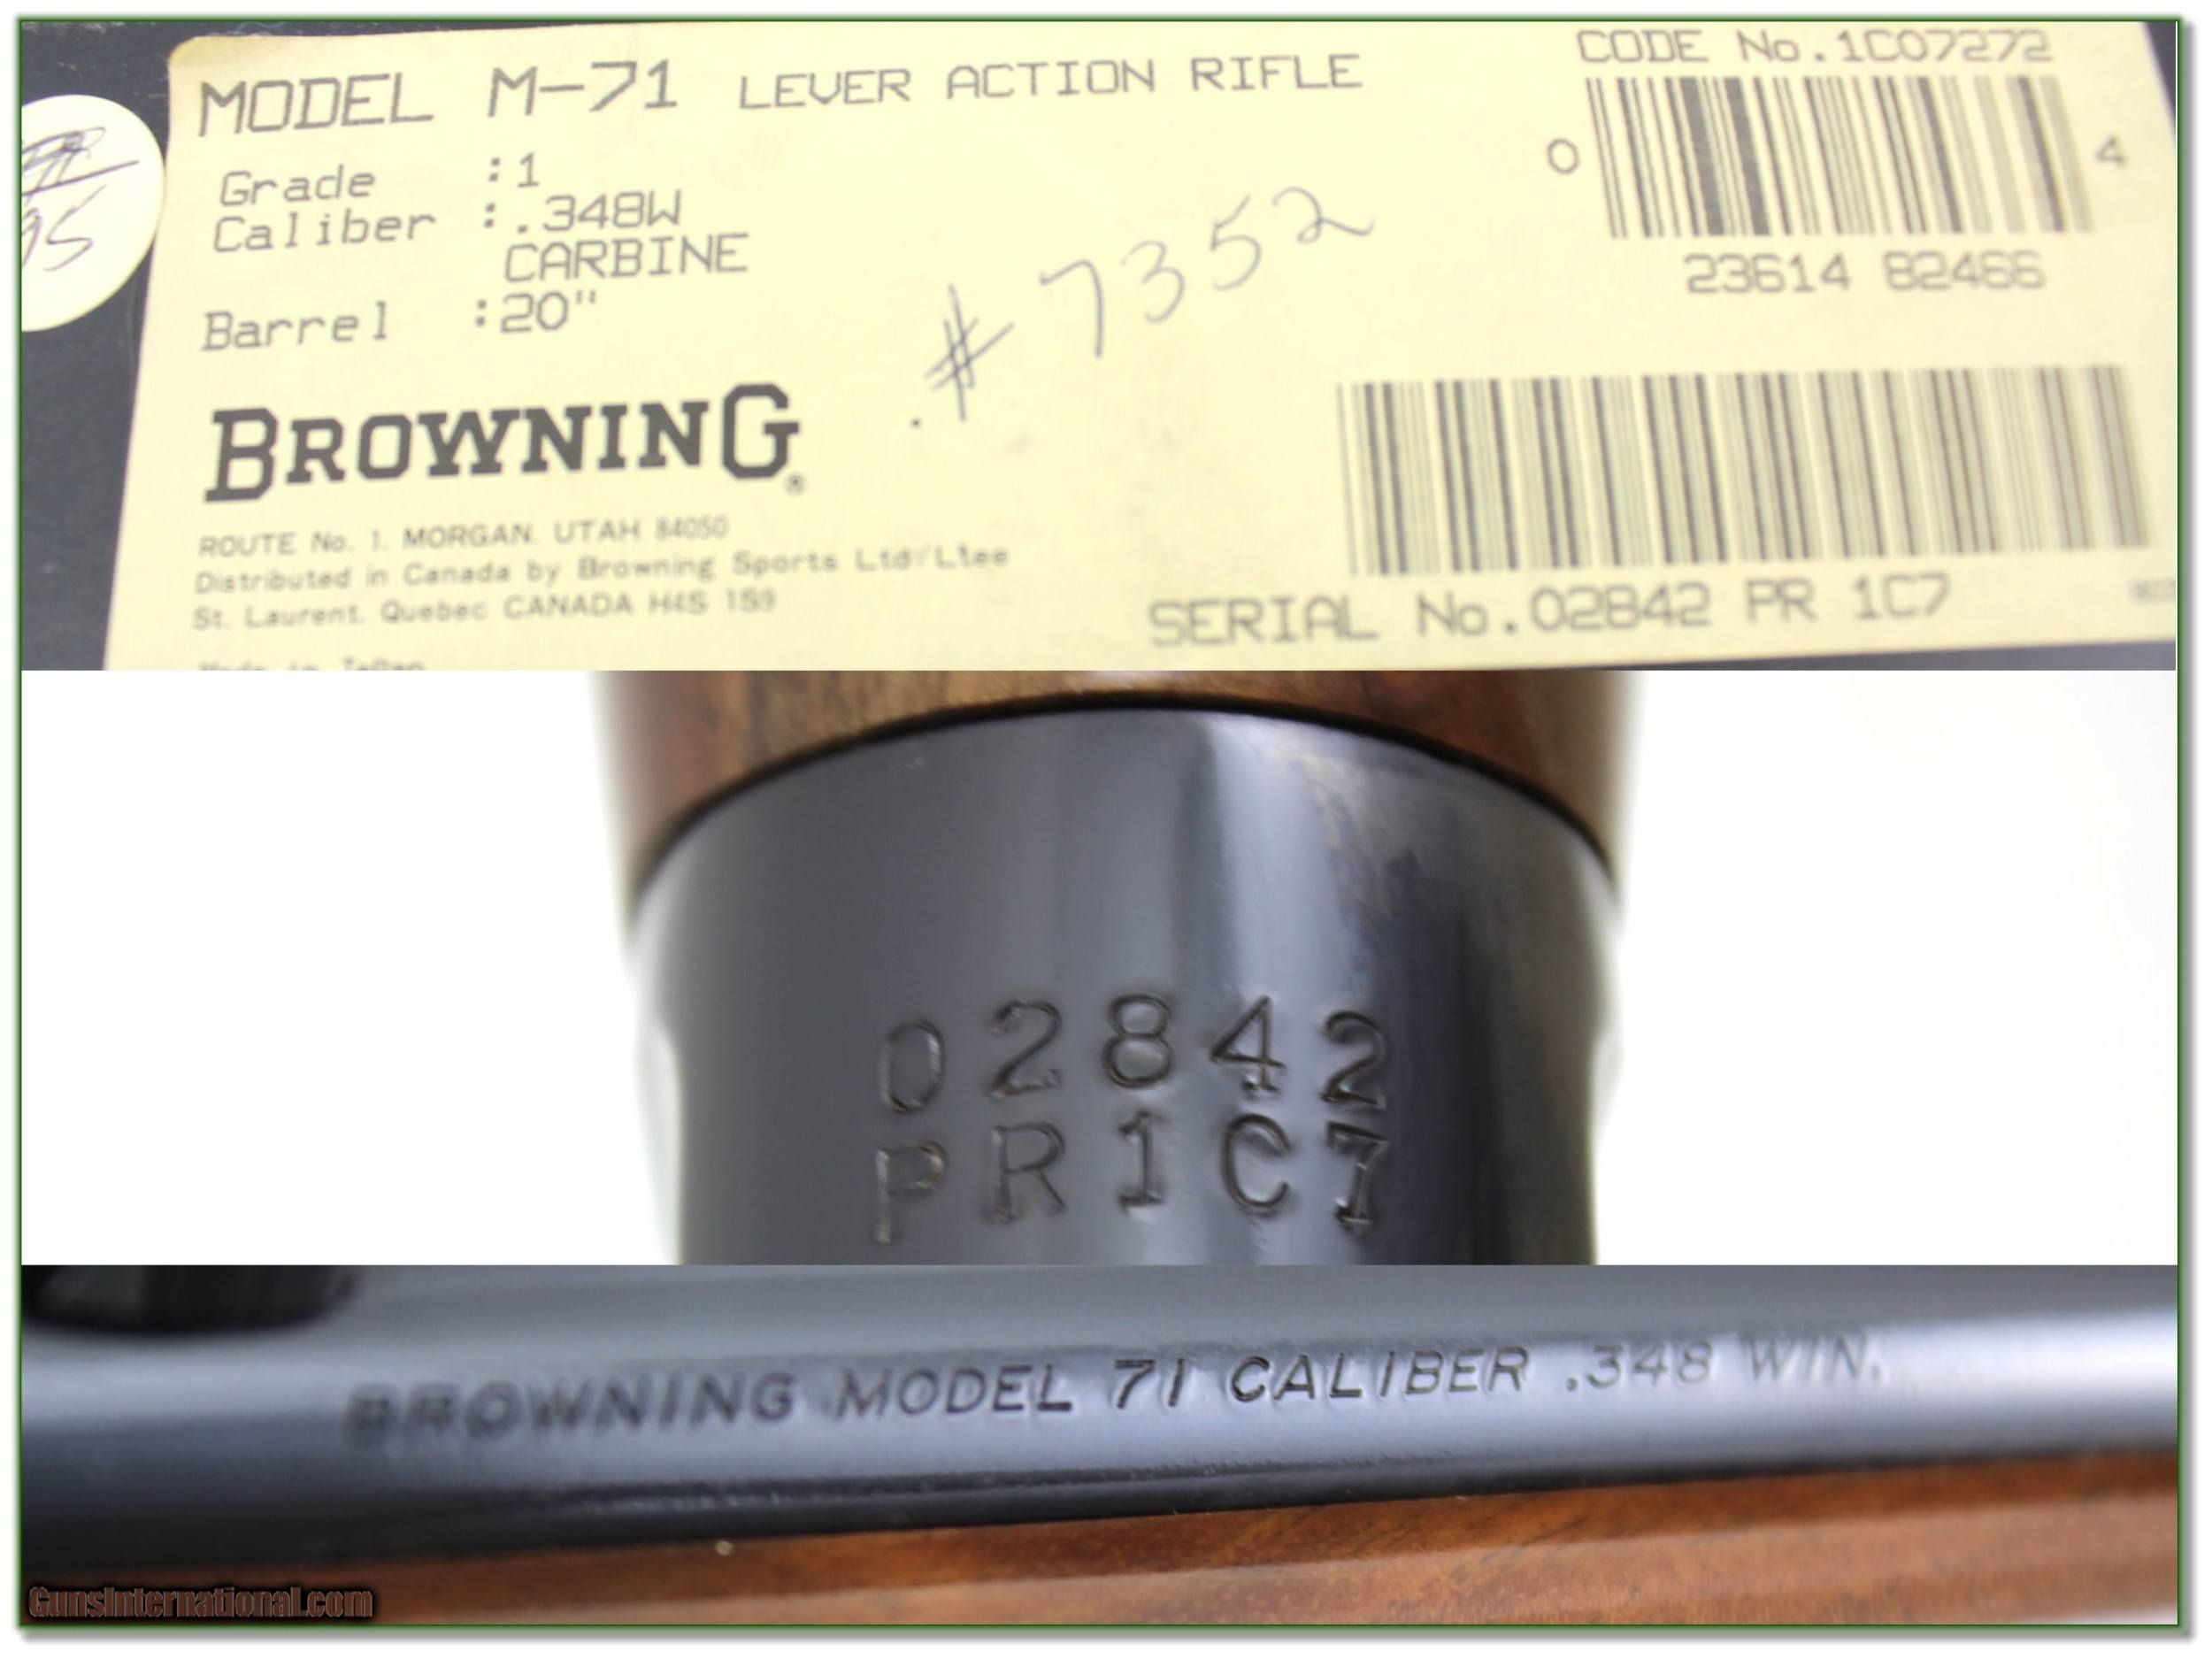 MODEL M-71 LEVER ACTION RIFLE
CODE No.1C07272
Grade :1
Caliber :.348W
CARBINE
Barrel :20"
0 4
23614 82466
#7352
95
BROWNING®
ROUTE No. 1. MORGAN. UTAH 84050
Distributed in Canada by Browning Sports Ltd/Ltee
St. Laurent. Quebec CANADA H4S 1S9
SERIAL No.02842 PR 1C7
02842
PR1C7
BROWNING MODEL 71 CALIBER .348 WIN.
GunsInternational.com